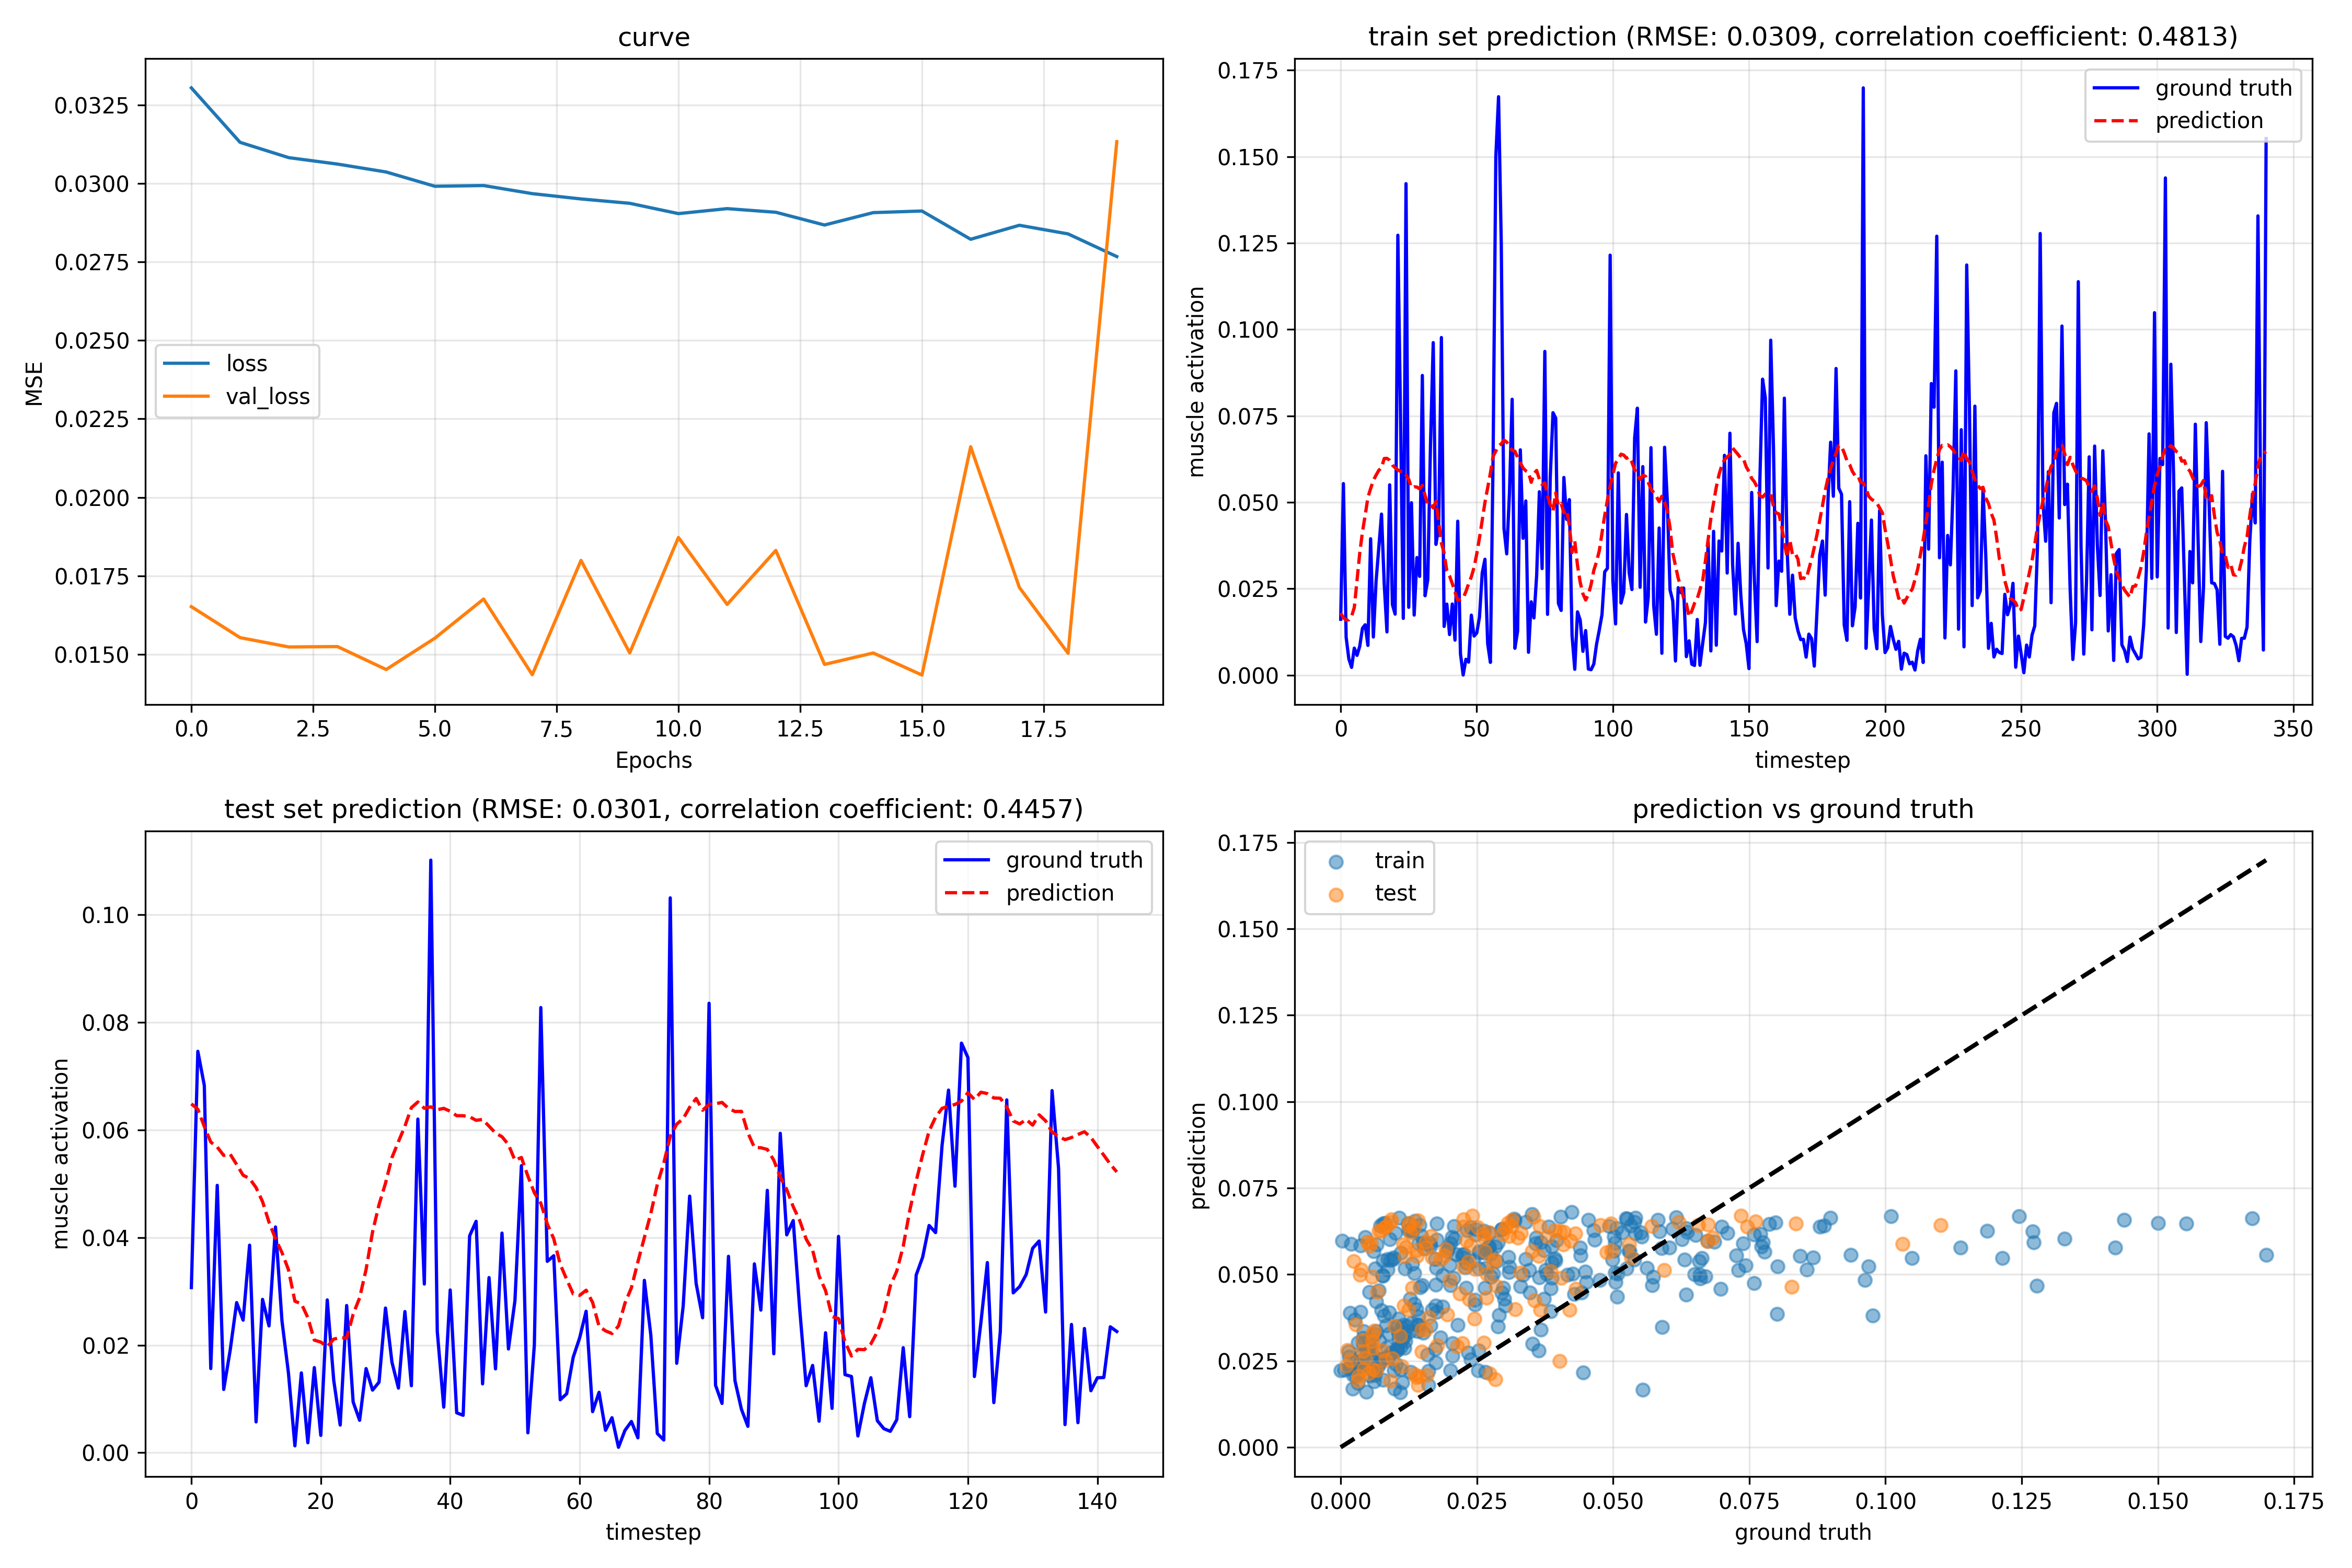 curve
0.0325
0.0300
0.0275
0.0250
0.0225
0.0200
0.0175
0.0150
MSE
loss
val_loss
0.0 2.5 5.0 7.5 10.0 12.5 15.0 17.5
Epochs
train set prediction (RMSE: 0.0309, correlation coefficient: 0.4813)
0.175
0.150
0.125
0.100
0.075
0.050
0.025
0.000
muscle activation
ground truth
prediction
0 50 100 150 200 250 300 350
timestep
test set prediction (RMSE: 0.0301, correlation coefficient: 0.4457)
0.10
0.08
0.06
0.04
0.02
0.00
muscle activation
ground truth
prediction
0 20 40 60 80 100 120 140
timestep
prediction vs ground truth
0.175
0.150
0.125
0.100
0.075
0.050
0.025
0.000
prediction
train
test
0.000 0.025 0.050 0.075 0.100 0.125 0.150 0.175
ground truth